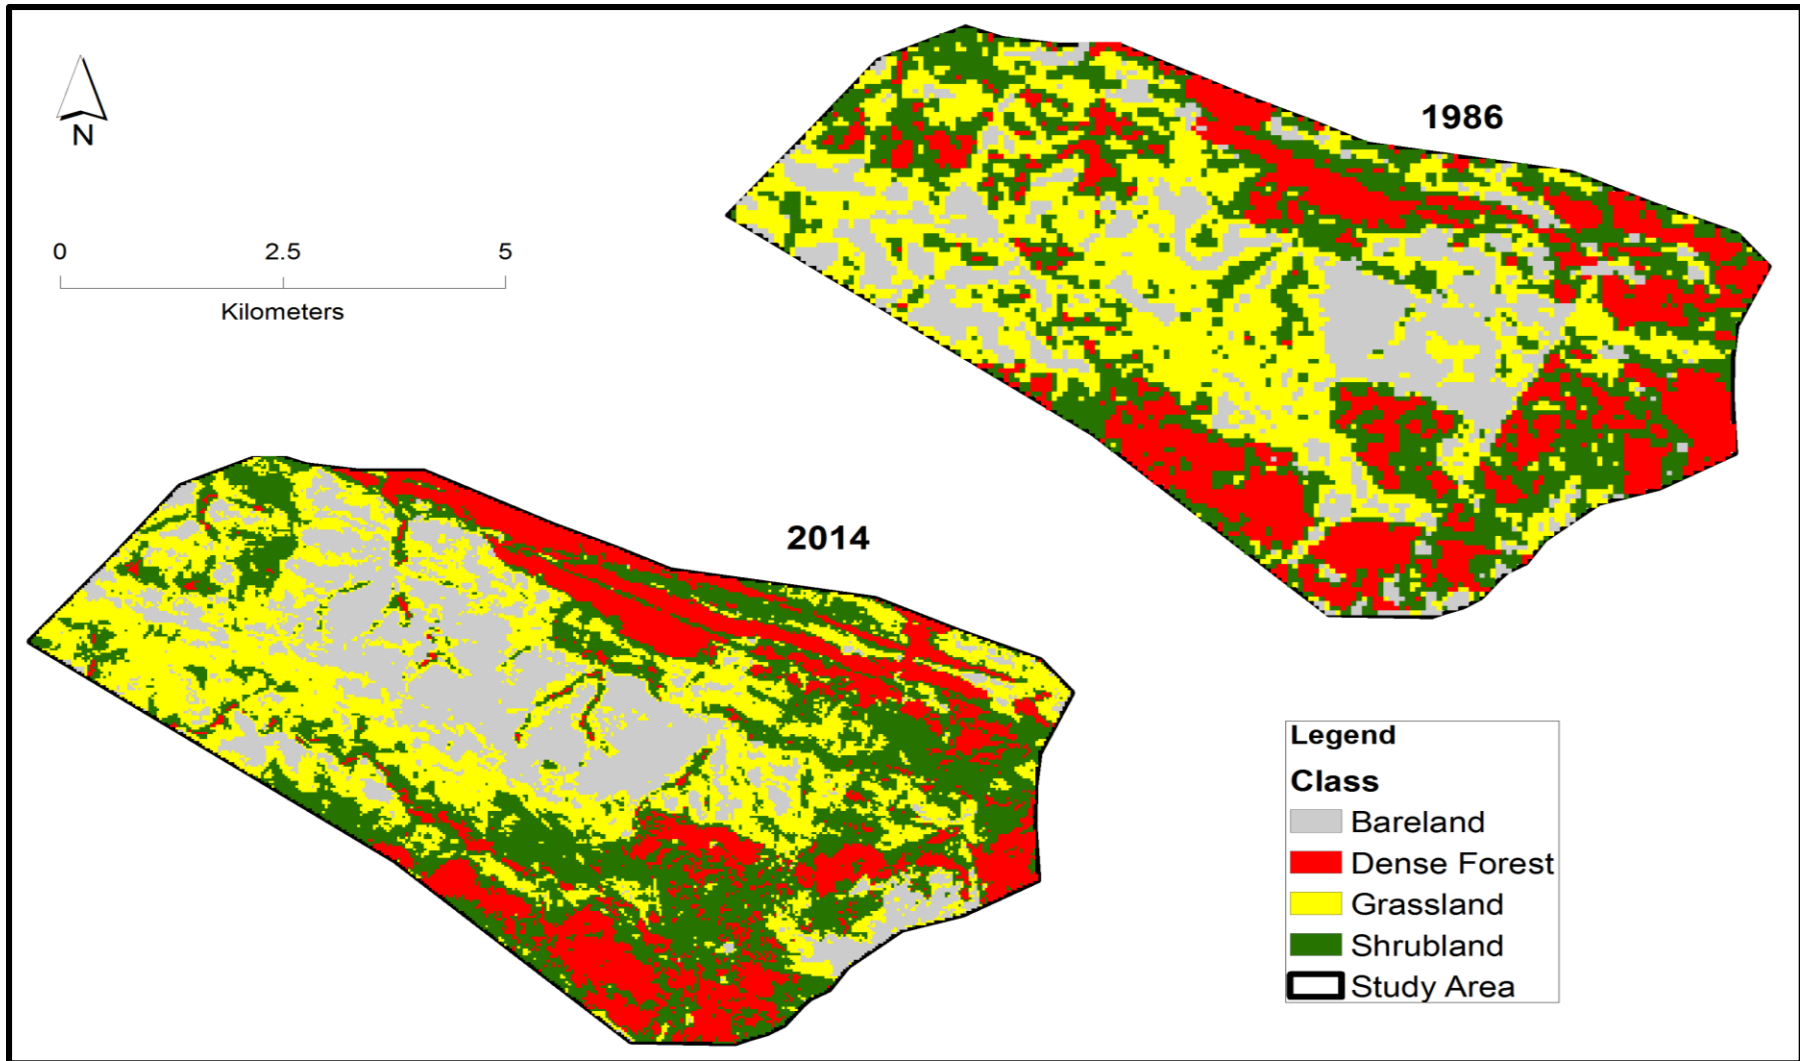 1986
N
0 2.5 5
Kilometers
2014
Legend
Class
Bareland
Dense Forest
Grassland
Shrubland
Study Area